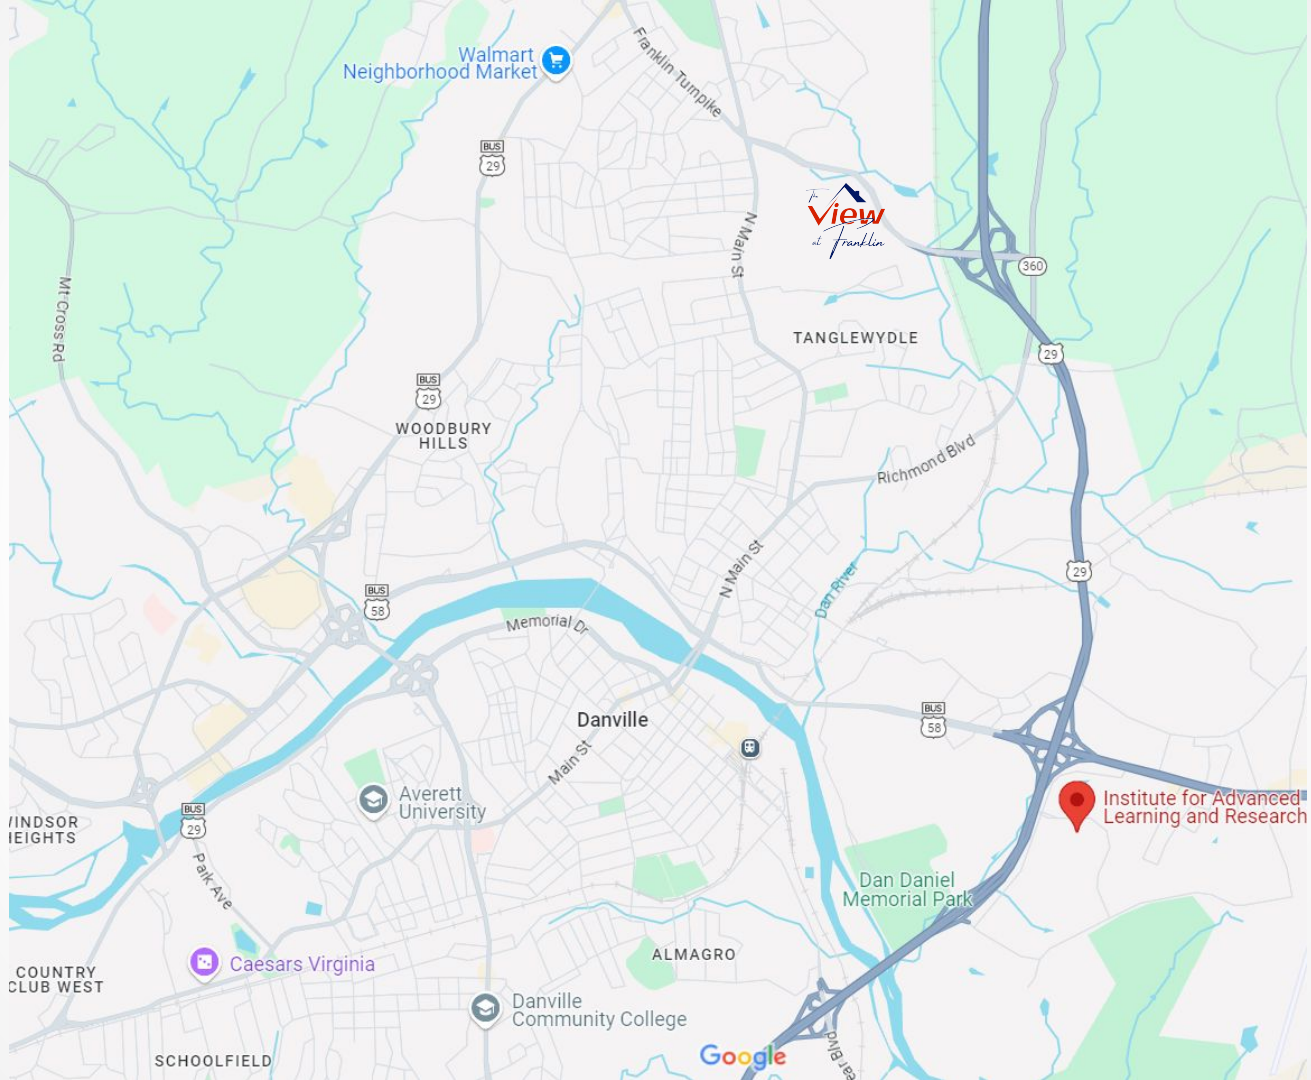 Walmart
Neighborhood Market
Franklin Turnpike
BUS
29
The
View
at Franklin
N Main St
360
Mt Cross Rd
TANGLEWYDLE
29
BUS
29
WOODBURY
HILLS
Richmond Blvd
N Main St
Dan River
29
BUS
58
Memorial Dr
BUS
58
Danville
Main St
Averett
University
Institute for Advanced
Learning and Research
BUS
29
INDSOR
EIGHTS
Park Ave
Dan Daniel
Memorial Park
ALMAGRO
Caesars Virginia
COUNTRY
CLUB WEST
Danville
Community College
SCHOOLFIELD
Google
ear Blvd
ear